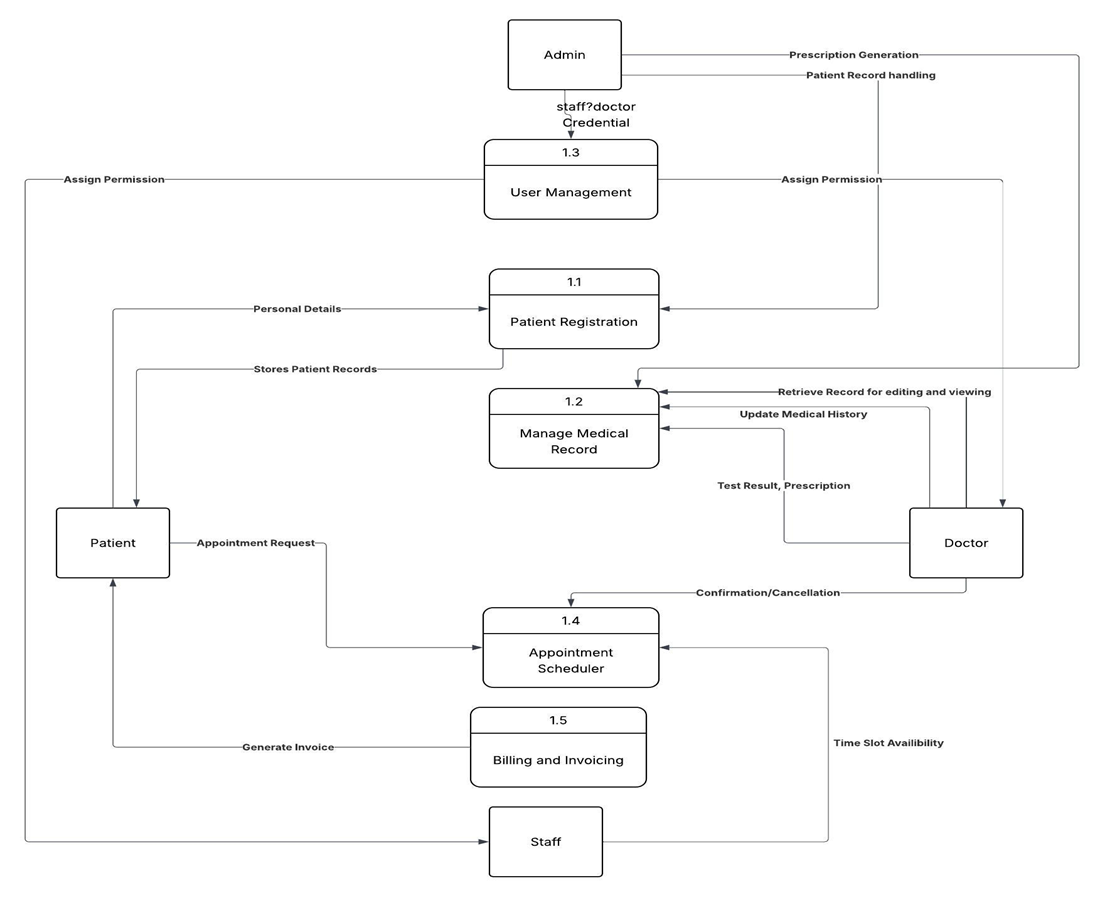 Admin
Prescription Generation
Patient Record handling
staff?doctor
Credential
1.3
User Management
Assign Permission
Assign Permission
1.1
Patient Registration
Personal Details
Stores Patient Records
1.2
Manage Medical
Record
Retrieve Record for editing and viewing
Update Medical History
Test Result, Prescription
Patient
Appointment Request
Doctor
Confirmation/Cancellation
1.4
Appointment
Scheduler
1.5
Billing and Invoicing
Generate Invoice
Time Slot Availibility
Staff